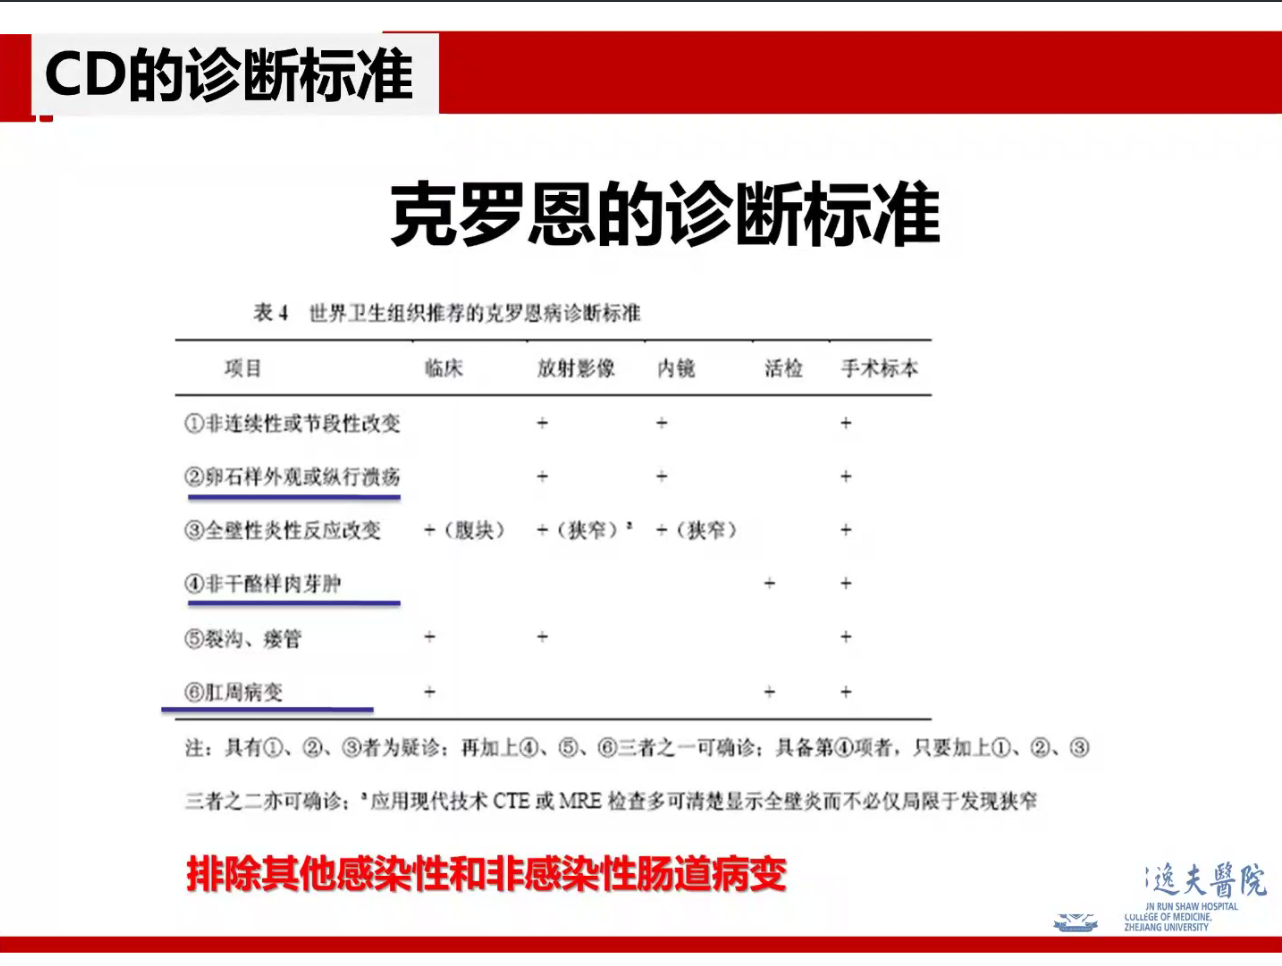 CD的诊断标准
克罗恩的诊断标准
表 4 世界卫生组织推荐的克罗恩病诊断标准
项目 临床 放射影像 内镜 活检 手术标本
①非连续性或节段性改变 + + +
②卵石样外观或纵行溃疡 + + +
③全壁性炎性反应改变 +（腹块） +（狭窄）ª +（狭窄） +
④非干酪样肉芽肿 + +
⑤裂沟、瘘管 + + +
⑥肛周病变 + + +
注：具有①、②、③者为疑诊；再加上④、⑤、⑥三者之一可确诊；具备第④项者，只要加上①、②、③
三者之二亦可确诊；ª应用现代技术 CTE 或 MRE 检查多可清楚显示全壁炎而不必仅局限于发现狭窄
排除其他感染性和非感染性肠道病变
逸夫醫院
RUN SHAW HOSPITAL
COLLEGE OF MEDICINE,
ZHEJIANG UNIVERSITY